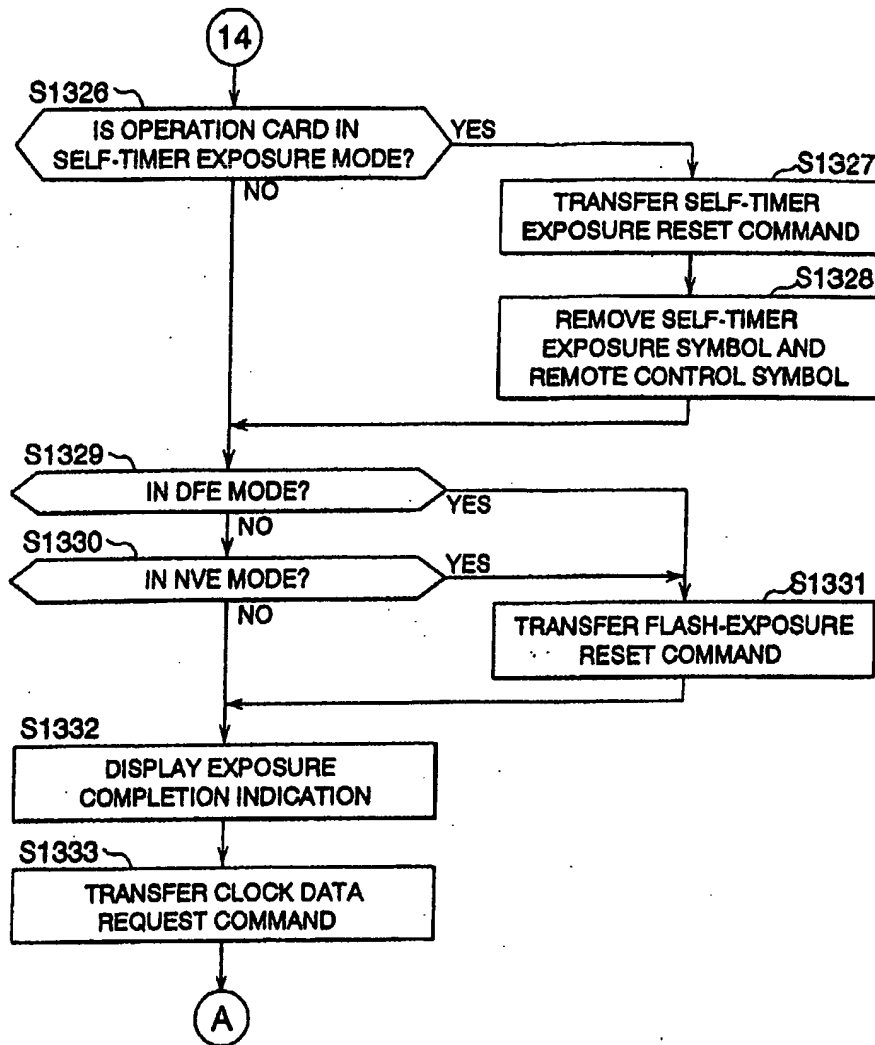 14
S1326
IS OPERATION CARD IN
SELF-TIMER EXPOSURE MODE?
YES
NO
S1327
TRANSFER SELF-TIMER
EXPOSURE RESET COMMAND
S1328
REMOVE SELF-TIMER
EXPOSURE SYMBOL AND
REMOTE CONTROL SYMBOL
S1329
IN DFE MODE?
YES
NO
S1330
IN NVE MODE?
YES
NO
S1331
TRANSFER FLASH-EXPOSURE
RESET COMMAND
S1332
DISPLAY EXPOSURE
COMPLETION INDICATION
S1333
TRANSFER CLOCK DATA
REQUEST COMMAND
A